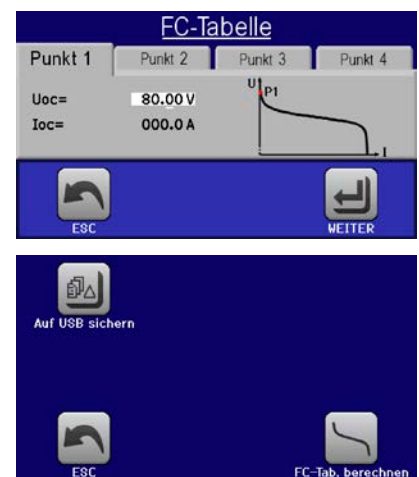 FC-Tabelle
Punkt 1 Punkt 2 Punkt 3 Punkt 4
Uoc= 80.00 V
Ioc= 000.0 A
U P1
I
ESC WEITER
Auf USB sichern
ESC FC-Tab. berechnen